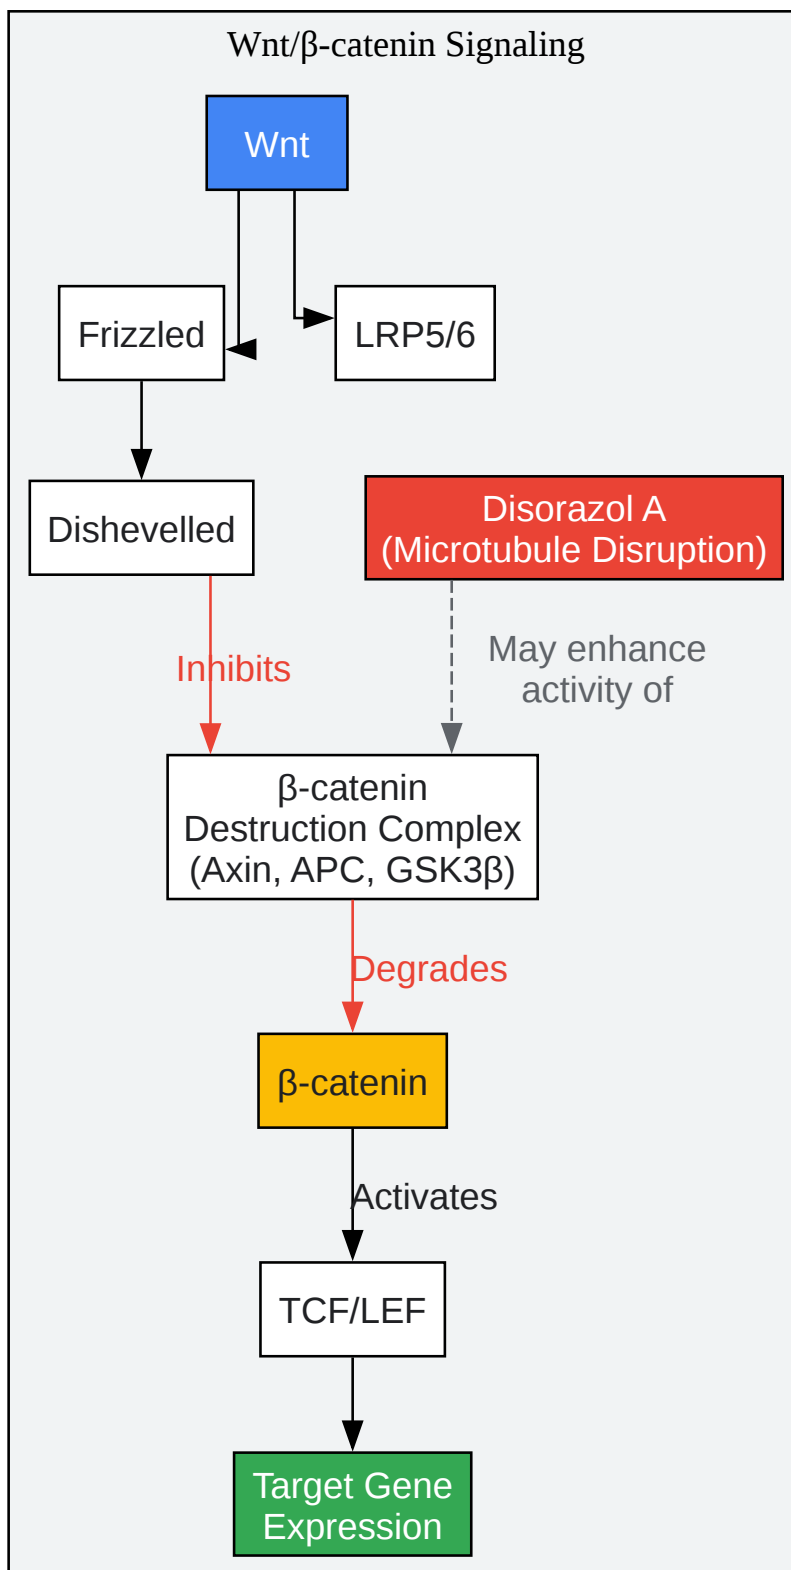 Wnt/β-catenin Signaling
Wnt
Frizzled
LRP5/6
Dishevelled
Disorazol A
(Microtubule Disruption)
Inhibits
May enhance
activity of
β-catenin
Destruction Complex
(Axin, APC, GSK3β)
Degrades
β-catenin
Activates
TCF/LEF
Target Gene
Expression